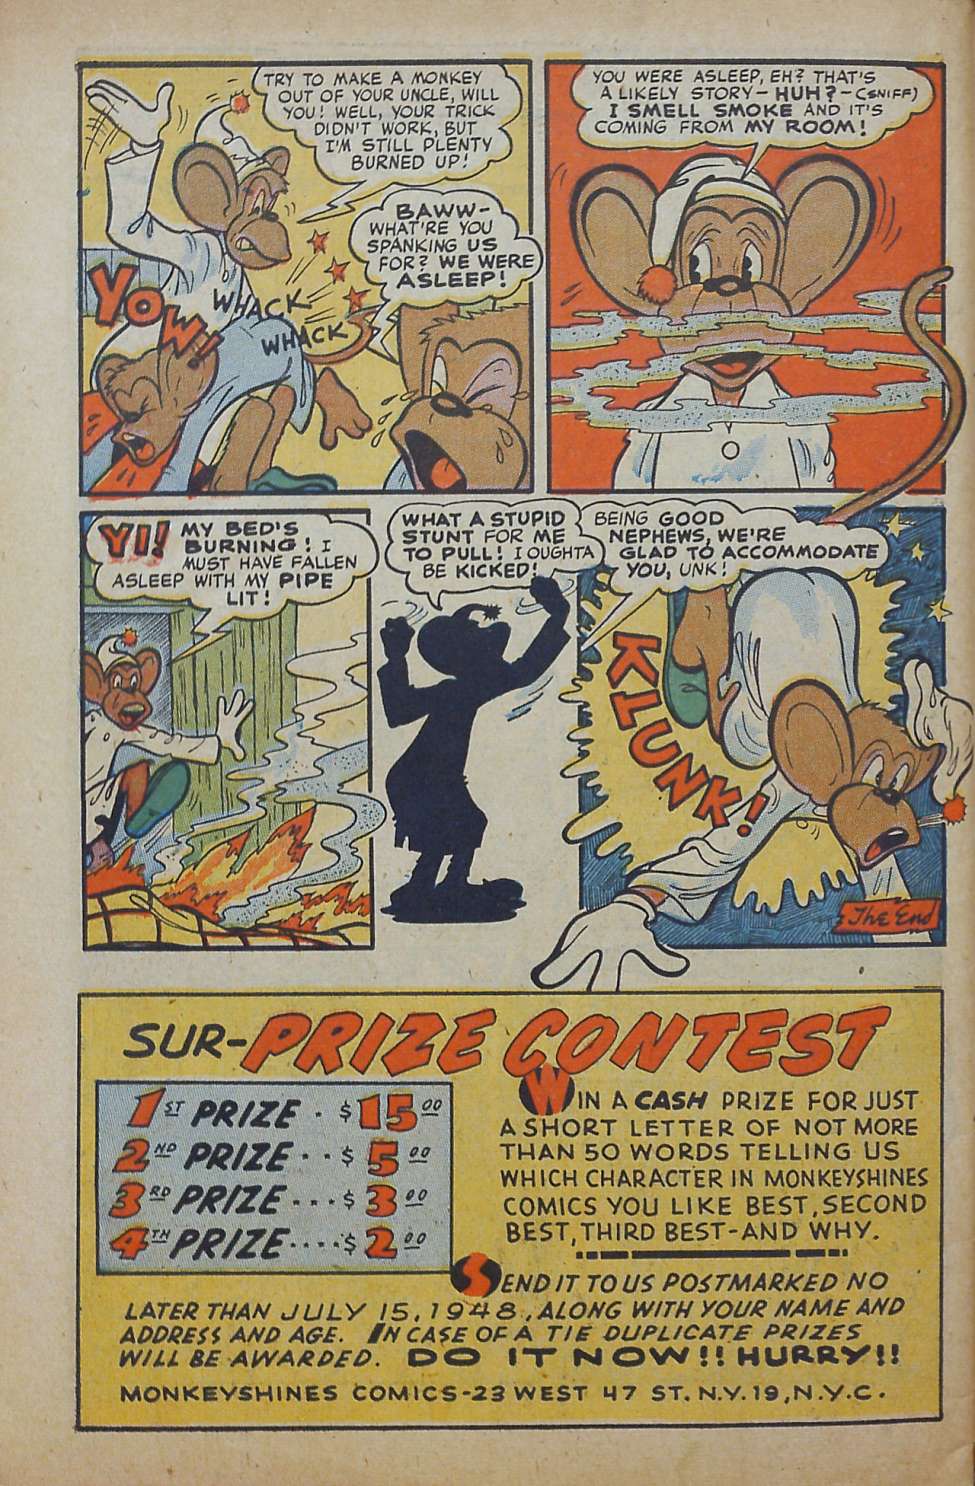 TRY TO MAKE A MONKEY
OUT OF YOUR UNCLE, WILL
YOU! WELL, YOUR TRICK
DIDN'T WORK, BUT
I'M STILL PLENTY
BURNED UP!
BAWW-
WHAT'RE YOU
SPANKING US
FOR? WE WERE
ASLEEP!
YOW!
WHACK
WHACK
YOU WERE ASLEEP, EH? THAT'S
A LIKELY STORY-HUH?-(SNIFF)
I SMELL SMOKE AND IT'S
COMING FROM MY ROOM!
YI! MY BED'S
BURNING! I
MUST HAVE FALLEN
ASLEEP WITH MY PIPE
LIT!
WHAT A STUPID
STUNT FOR ME
TO PULL! I OUGHTA
BE KICKED!
BEING GOOD
NEPHEWS, WE'RE
GLAD TO ACCOMMODATE
YOU, UNK!
KLUNK!
The End
SUR-PRIZE CONTEST
1ST PRIZE . $15.00
2ND PRIZE . . $5.00
3RD PRIZE ... $3.00
4TH PRIZE .... $2.00
WIN A CASH PRIZE FOR JUST
A SHORT LETTER OF NOT MORE
THAN 50 WORDS TELLING US
WHICH CHARACTER IN MONKEYSHINES
COMICS YOU LIKE BEST, SECOND
BEST, THIRD BEST-AND WHY.
SEND IT TO US POSTMARKED NO
LATER THAN JULY 15, 1948, ALONG WITH YOUR NAME AND
ADDRESS AND AGE. IN CASE OF A TIE DUPLICATE PRIZES
WILL BE AWARDED. DO IT NOW!! HURRY!!
MONKEYSHINES COMICS-23 WEST 47 ST. N.Y. 19, N.Y.C.